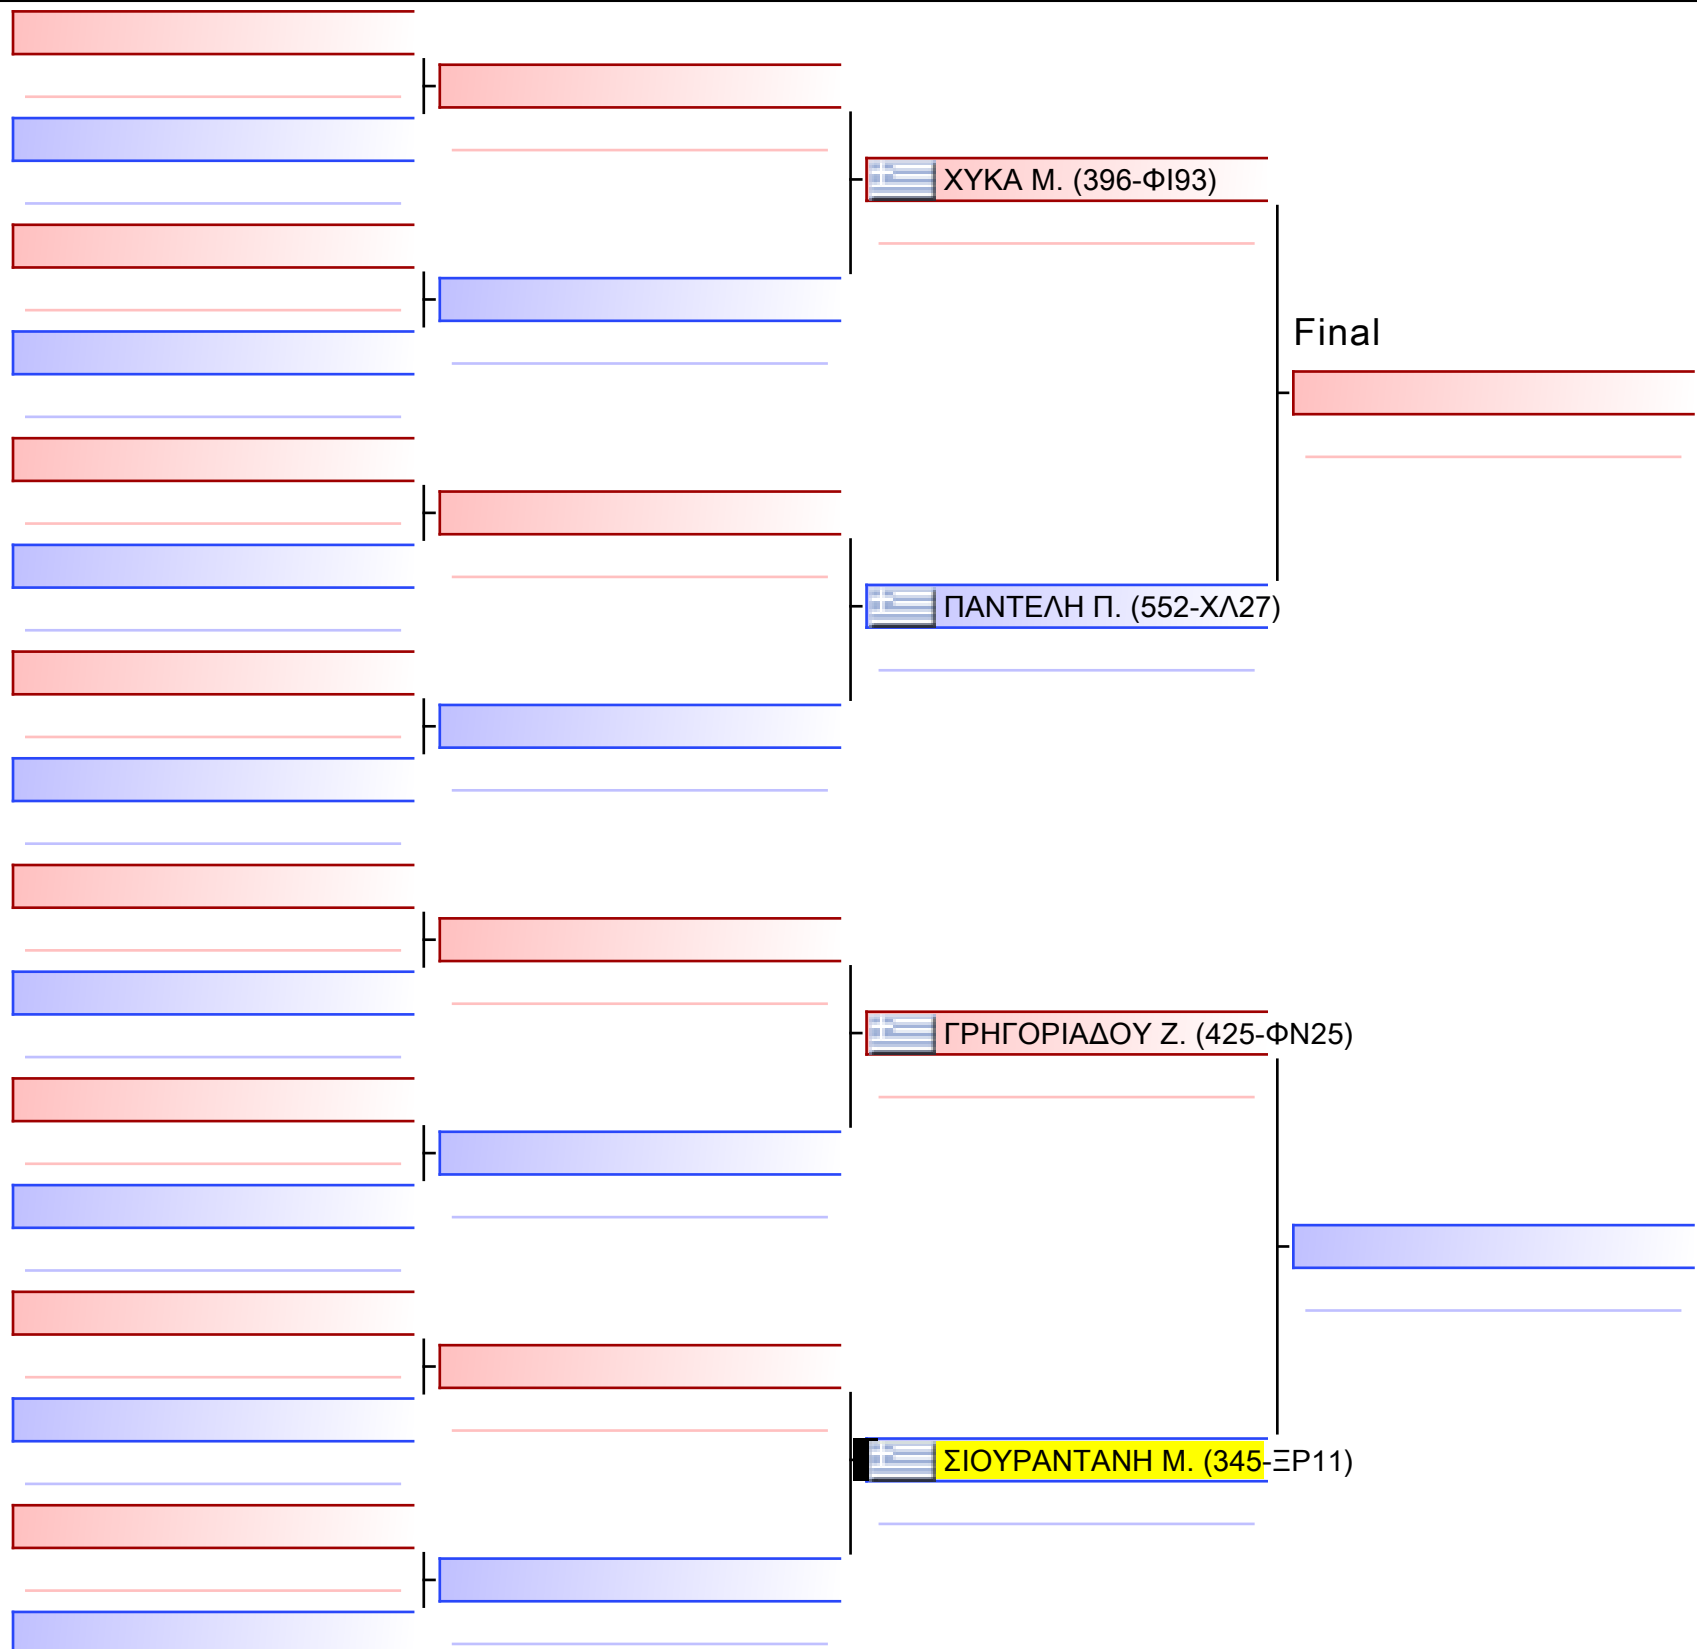 ΧΥΚΑ Μ. (396-ΦΙ93)
Final
ΠΑΝΤΕΛΗ Π. (552-ΧΛ27)
ΓΡΗΓΟΡΙΑΔΟΥ Ζ. (425-ΦΝ25)
ΣΙΟΥΡΑΝΤΑΝΗ Μ. (345-ΞΡ11)